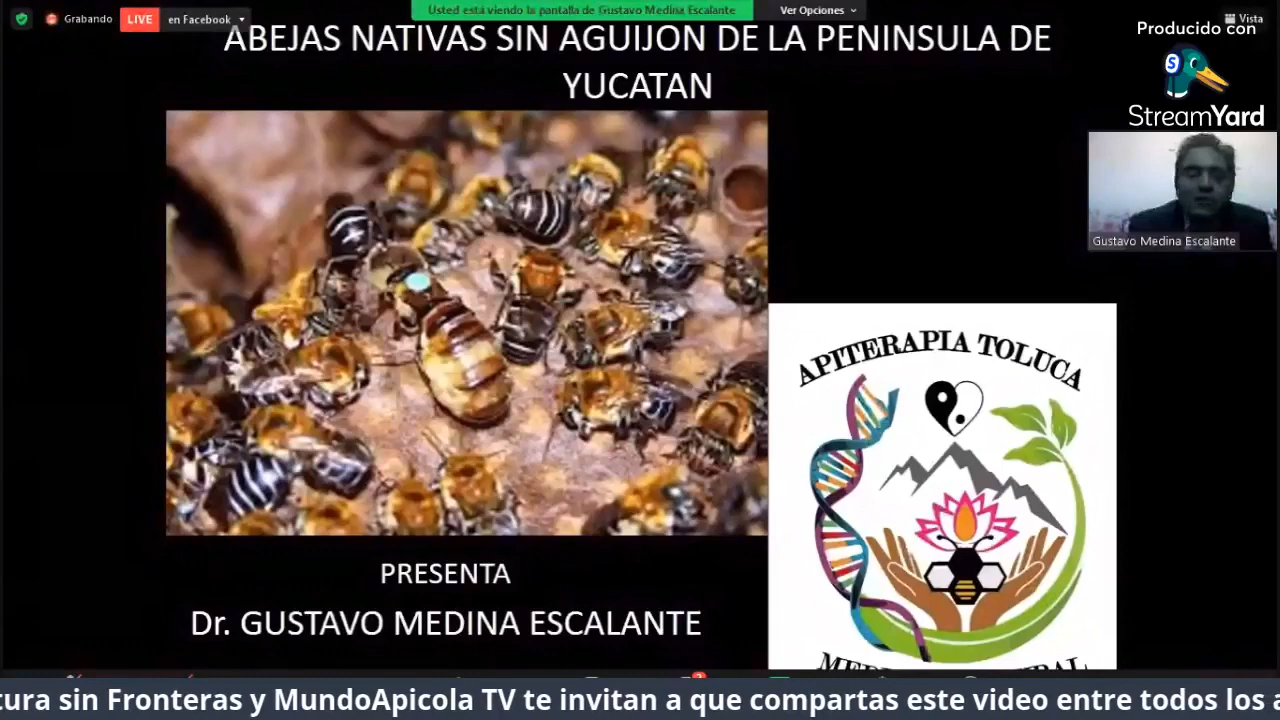 Grabando
LIVE
en Facebook
Usted está viendo la pantalla de Gustavo Medina Escalante
Ver Opciones
Vista
Producido con
StreamYard
ABEJAS NATIVAS SIN AGUIJON DE LA PENINSULA DE
YUCATAN
Gustavo Medina Escalante
APITERAPIA TOLUCA
PRESENTA
Dr. GUSTAVO MEDINA ESCALANTE
tura sin Fronteras y MundoApicola TV te invitan a que compartas este video entre todos los a